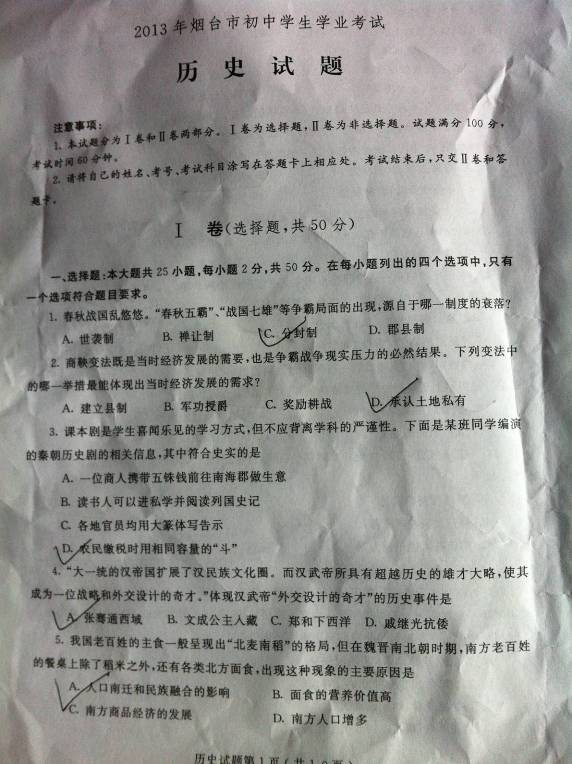 2013年烟台市初中学生学业考试
历 史 试 题
注意事项:
1. 本试题分为Ⅰ卷和Ⅱ卷两部分。Ⅰ卷为选择题,Ⅱ卷为非选择题。试题满分100分,
考试时间60分钟。
2. 请将自己的姓名、考号、考试科目涂写在答题卡上相应处。考试结束后,只交Ⅱ卷和答
题卡。
Ⅰ 卷(选择题,共50分)
一、选择题:本大题共25小题,每小题2分,共50分。在每小题列出的四个选项中,只有
一个选项符合题目要求。
1. 春秋战国乱悠悠。“春秋五霸”、“战国七雄”等争霸局面的出现,源自于哪一制度的衰落?
A. 世袭制 B. 禅让制 C. 分封制 D. 郡县制
2. 商鞅变法既是当时经济发展的需要,也是争霸战争现实压力的必然结果。下列变法中
的哪一举措最能体现出当时经济发展的需求?
A. 建立县制 B. 军功授爵 C. 奖励耕战 D. 承认土地私有
3. 课本剧是学生喜闻乐见的学习方式,但不应背离学科的严谨性。下面是某班同学编演
的秦朝历史剧的相关信息,其中符合史实的是
A. 一位商人携带五铢钱前往南海郡做生意
B. 读书人可以进私学并阅读列国史记
C. 各地官员均用大篆体写告示
D. 农民缴税时用相同容量的“斗”
4. “大一统的汉帝国扩展了汉民族文化圈。而汉武帝所具有超越历史的雄才大略,使其
成为一位战略和外交设计的奇才。”体现汉武帝“外交设计的奇才”的历史事件是
A. 张骞通西域 B. 文成公主入藏 C. 郑和下西洋 D. 戚继光抗倭
5. 我国老百姓的主食一般呈现出“北麦南稻”的格局,但在魏晋南北朝时期,南方老百姓
的餐桌上除了稻米之外,还有各类北方面食,出现这种现象的主要原因是
A. 人口南迁和民族融合的影响 B. 面食的营养价值高
C. 南方商品经济的发展 D. 南方人口增多
历史试题第1页(共10页)